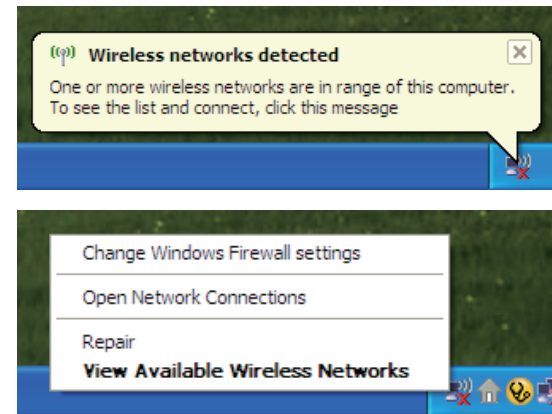 Wireless networks detected
One or more wireless networks are in range of this computer.
To see the list and connect, click this message
Change Windows Firewall settings
Open Network Connections
Repair
View Available Wireless Networks